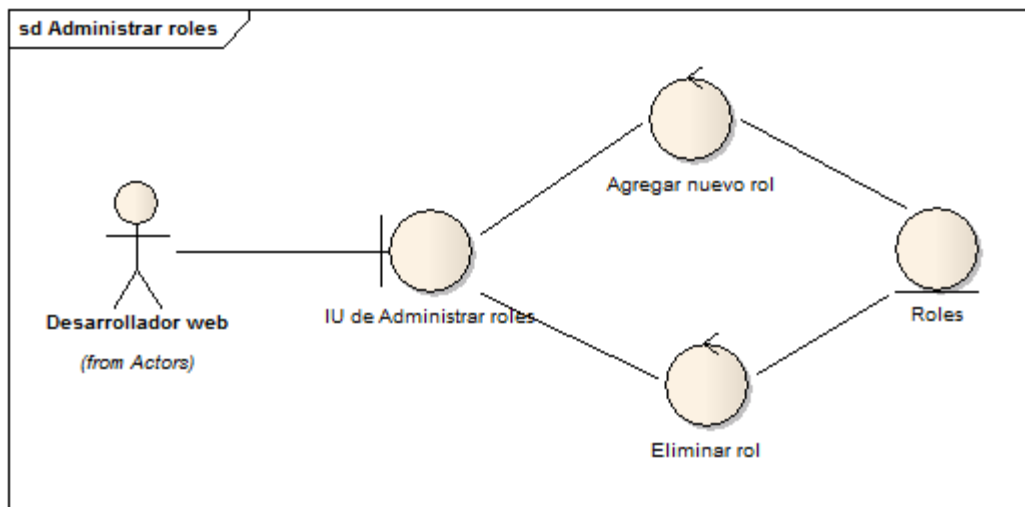 sd Administrar roles
Agregar nuevo rol
Desarrollador web
(from Actors)
IU de Administrar roles
Roles
Eliminar rol